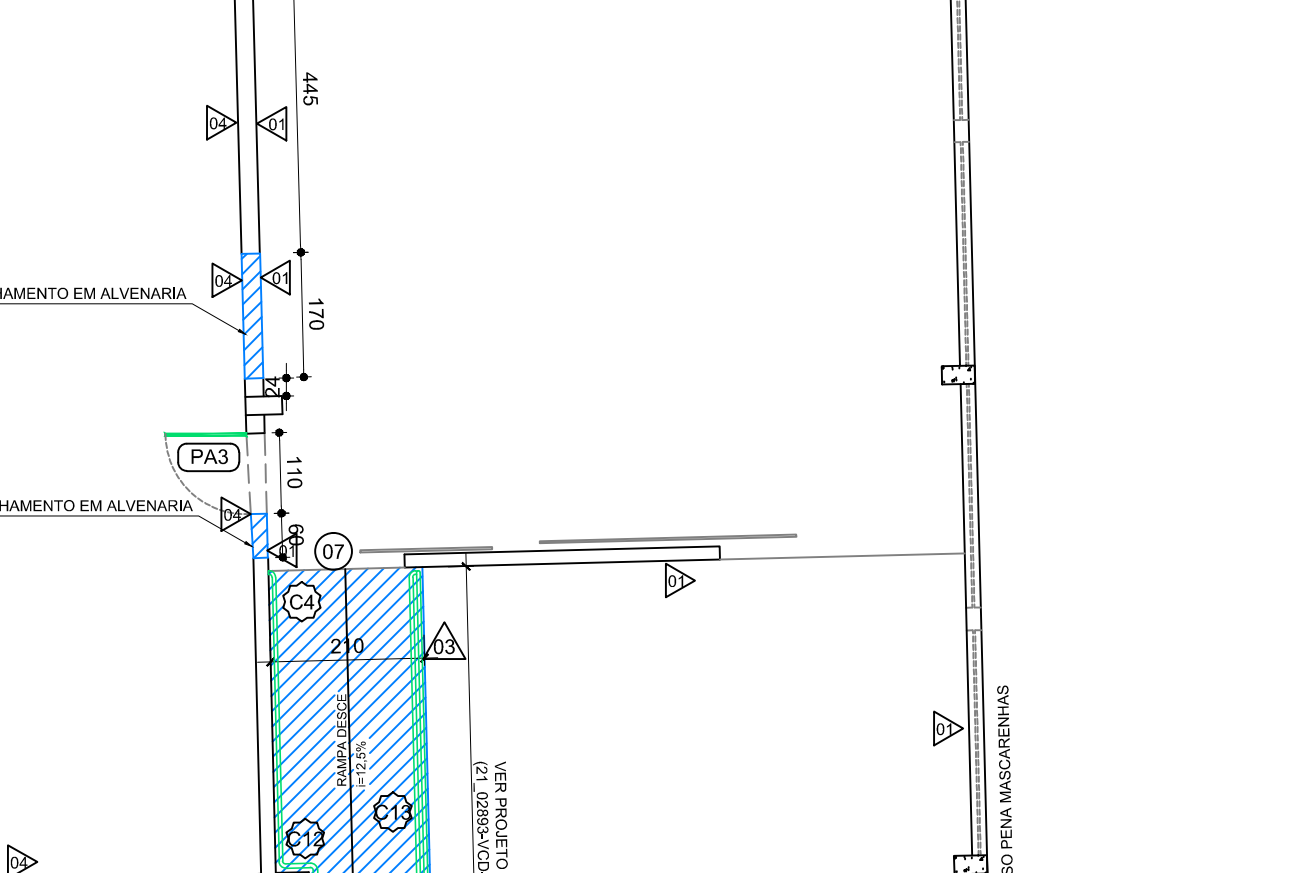 445
04
01
04
01
HAMENTO EM ALVENARIA
170
24
PA3
110
HAMENTO EM ALVENARIA
04
60
01
07
01
C4
210
03
RAMPA DESCE
i=12,5%
VER PROJETO
(21_02893-VCD-
01
SO PENA MASCARENHAS
C13
C12
04